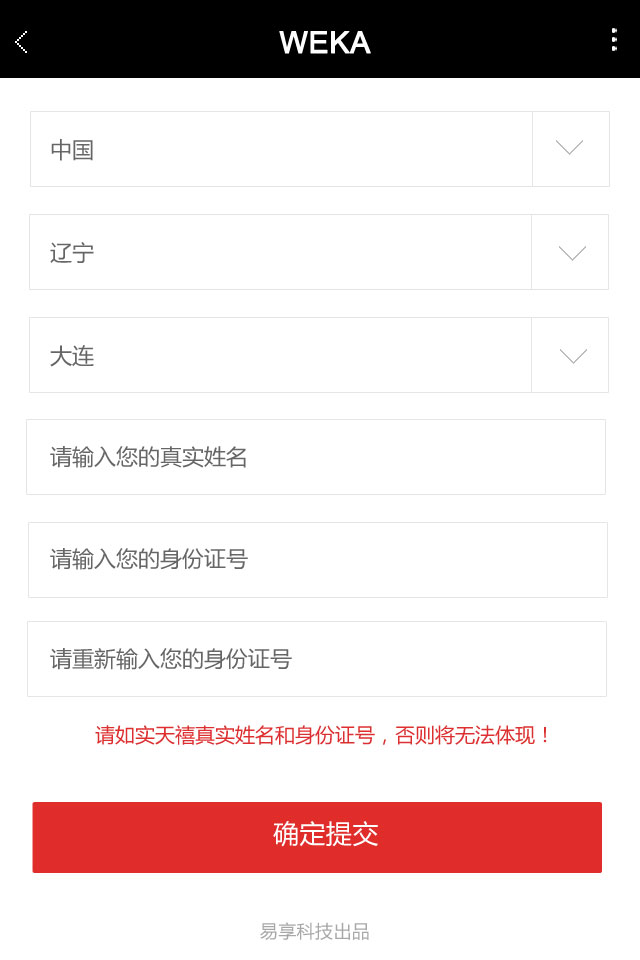 WEKA
中国
辽宁
大连
请输入您的真实姓名
请输入您的身份证号
请重新输入您的身份证号
请如实天禧真实姓名和身份证号，否则将无法体现！
确定提交
易享科技出品